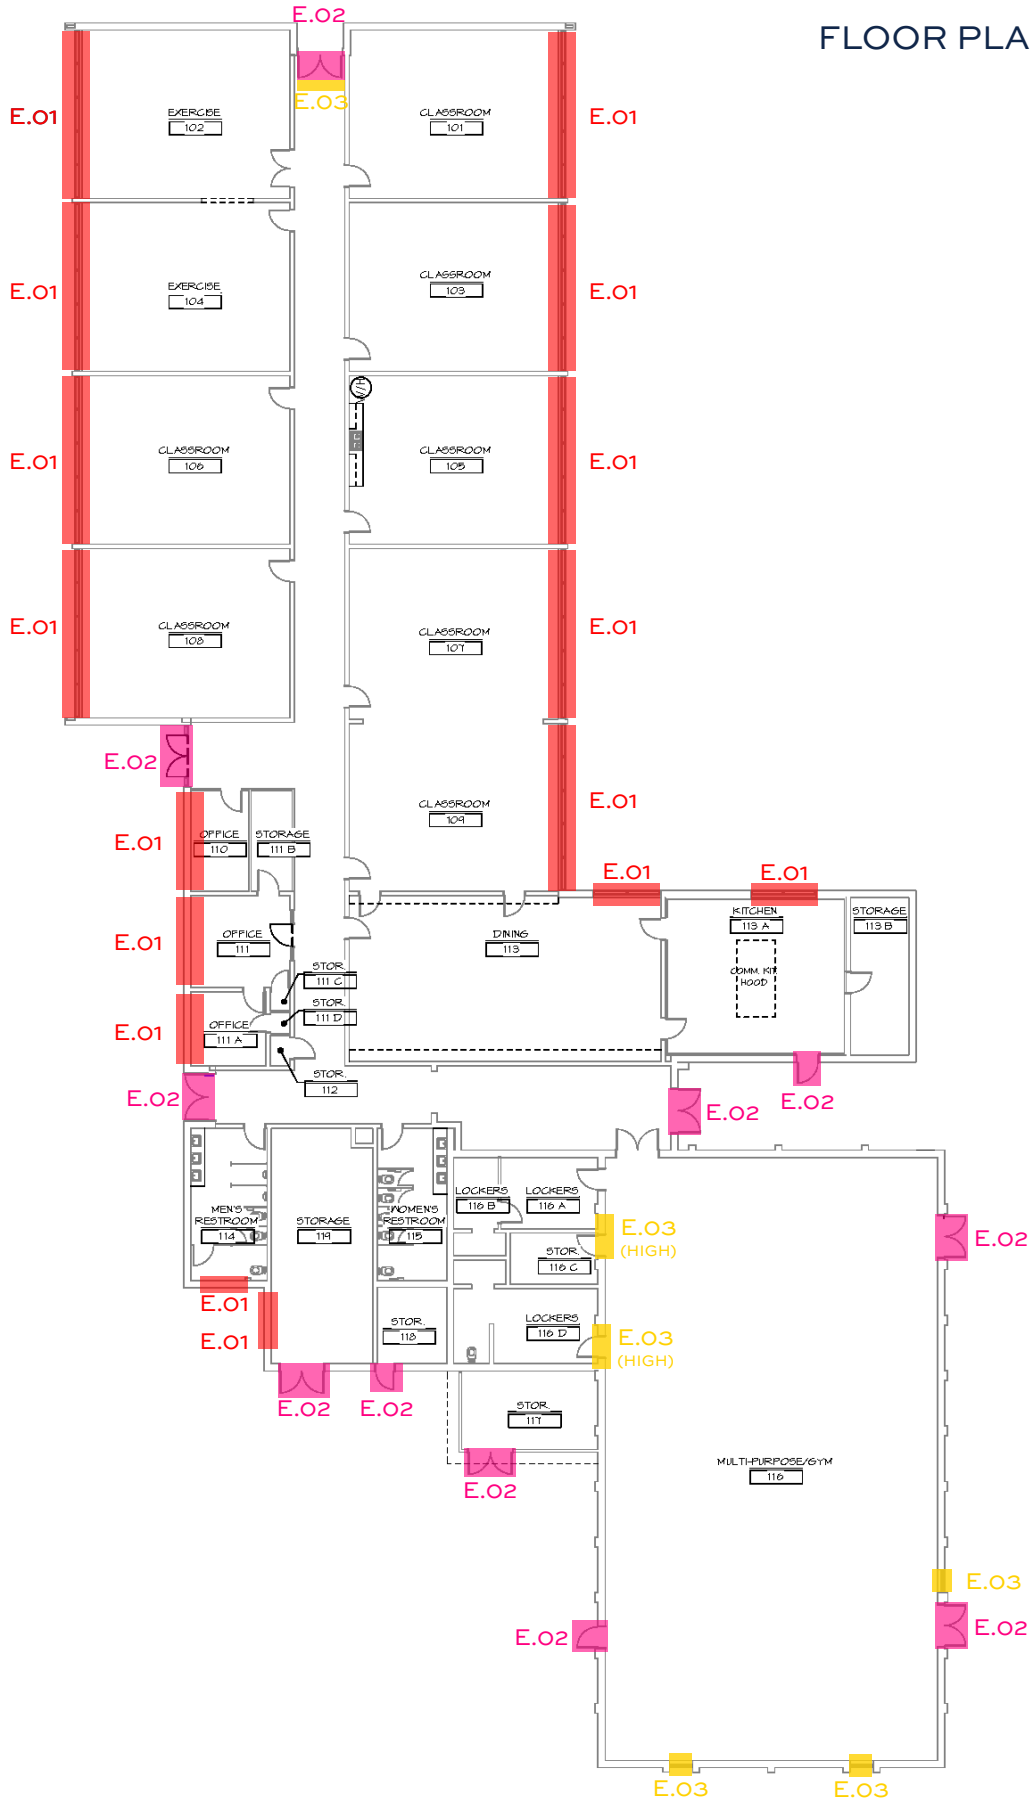 E.02
FLOOR PLA
E.03
E.01
EXERCISE
102
CLASSROOM
101
E.01
E.01
EXERCISE
104
CLASSROOM
103
E.01
W/H
E.01
CLASSROOM
106
CLASSROOM
105
E.01
E.01
CLASSROOM
108
CLASSROOM
107
E.01
E.02
CLASSROOM
109
E.01
E.01
OFFICE
110
STORAGE
111 B
E.01
E.01
E.01
OFFICE
111
DINING
113
KITCHEN
113 A
STORAGE
113 B
COMM. KIT.
HOOD
STOR.
111 C
STOR.
111 D
E.01
OFFICE
111 A
STOR.
112
E.02
E.02
E.02
LOCKERS
116 B
LOCKERS
116 A
MEN'S
RESTROOM
114
STORAGE
119
WOMEN'S
RESTROOM
115
E.03
(HIGH)
E.02
STOR.
116 C
E.01
E.01
STOR.
118
LOCKERS
116 D
E.03
(HIGH)
E.02
E.02
STOR.
117
E.02
MULTI-PURPOSE/GYM
116
E.03
E.02
E.02
E.03
E.03